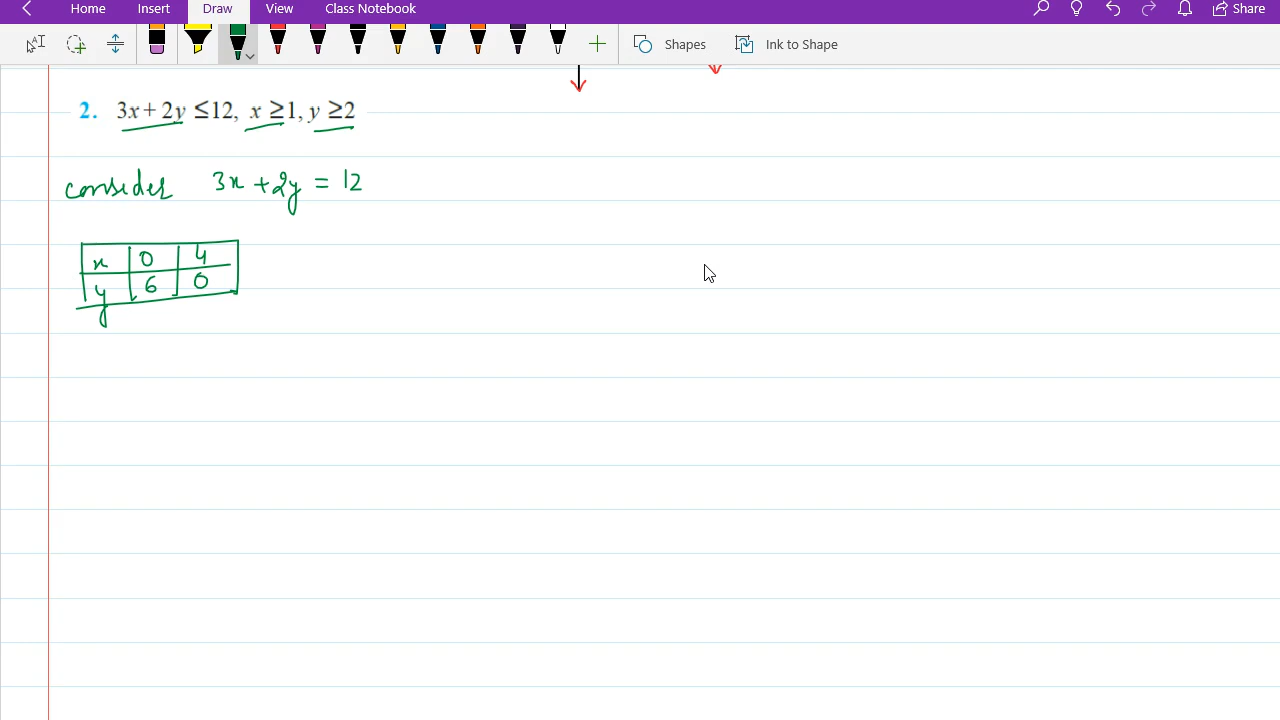 Home Insert Draw View Class Notebook Share
Shapes Ink to Shape
2. 3x + 2y ≤12, x ≥1, y ≥2
consider 3x + 2y = 12
x 0 4
y 6 0